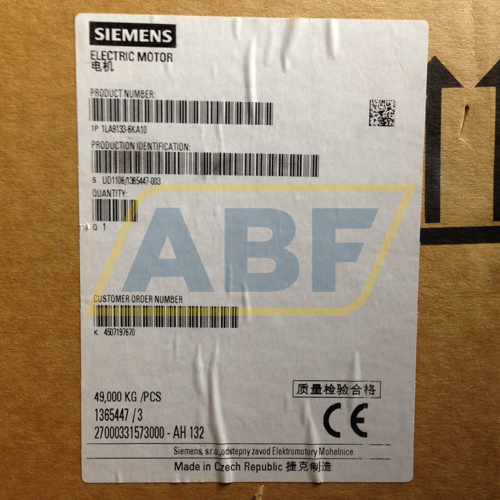 SIEMENS
ELECTRIC MOTOR
电机
PRODUCT NUMBER:
1P 1LA9133-6KA10
PRODUCTION IDENTIFICATION:
S UD1106/1365447-003
QUANTITY:
Q 1
ABF
CUSTOMER ORDER NUMBER
K 4507197670
49,000 KG /PCS
1365447 / 3
27000331573000 - AH 132
质量检验合格
CE
Siemens, s.r.o.,odstepny zavod Elektromotory Mohelnice
Made in Czech Republic 捷克制造